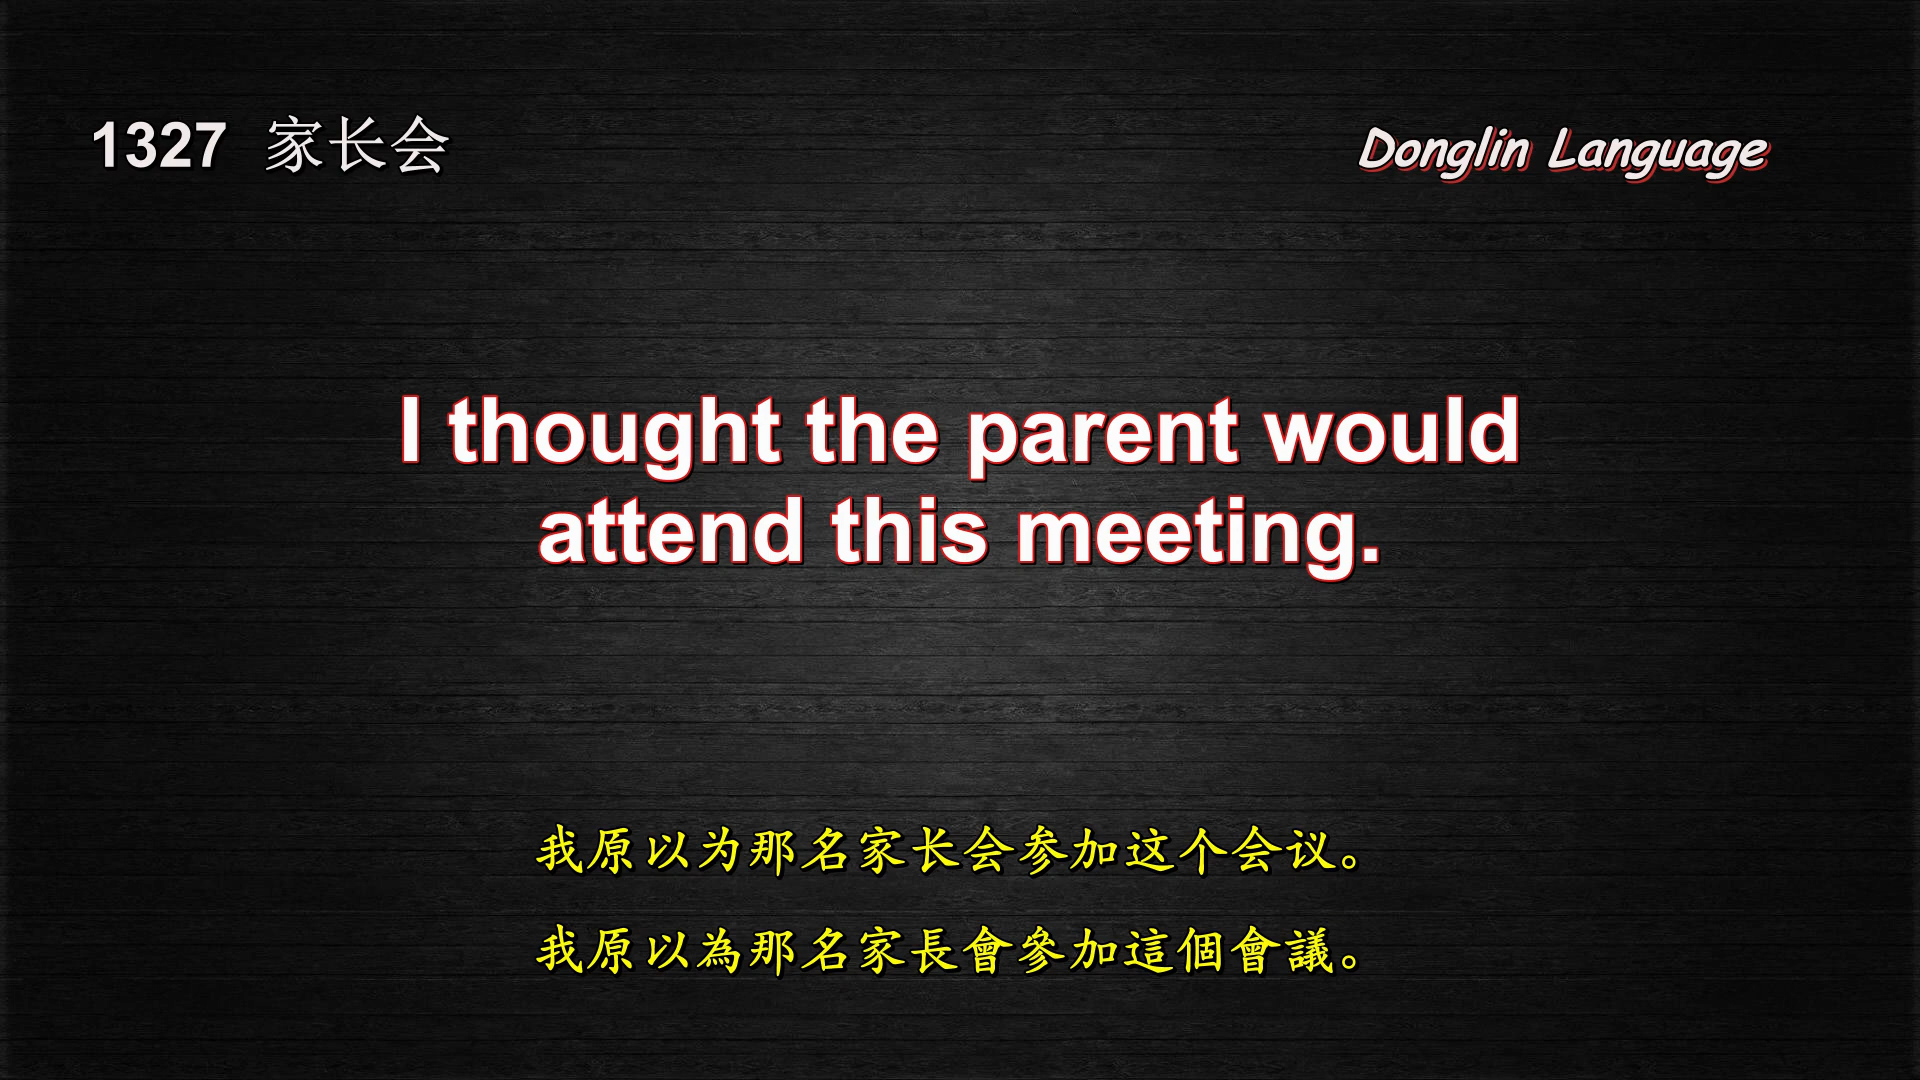 1327 家长会
Donglin Language
I thought the parent would
attend this meeting.
我原以为那名家长会参加这个会议。
我原以為那名家長會參加這個會議。